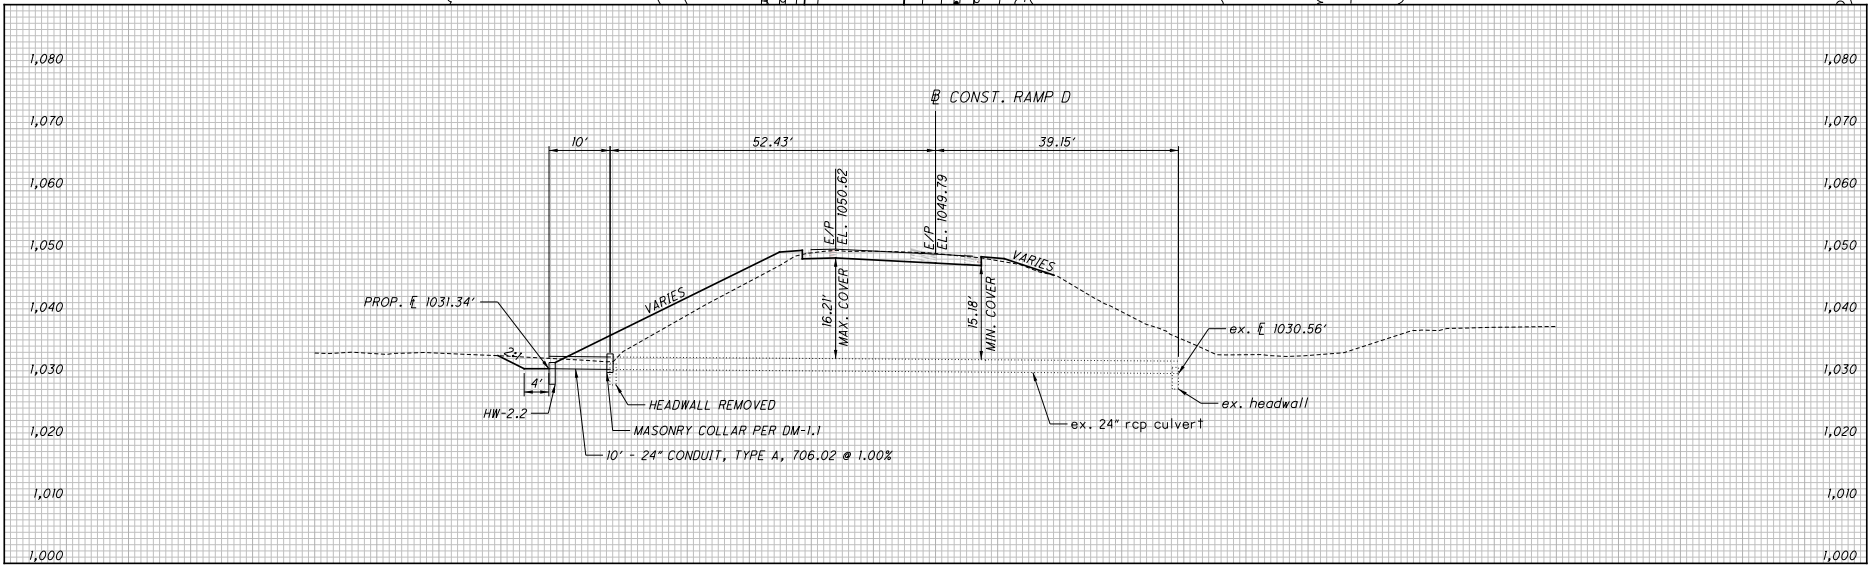 1,080 1,080
℄ CONST. RAMP D
1,070 1,070
10' 52.43' 39.15'
1,060 1,060
E/P
EL. 1050.62
E/P
EL. 1049.79
1,050 1,050
VARIES
VARIES
16.21'
MAX. COVER
15.18'
MIN. COVER
PROP. ℄ 1031.34'
1,040 1,040
ex. ℄ 1030.56'
2:1
1,030 1,030
4'
HW-2.2
HEADWALL REMOVED
ex. headwall
MASONRY COLLAR PER DM-1.1
ex. 24" rcp culvert
1,020 1,020
10' - 24" CONDUIT, TYPE A, 706.02 @ 1.00%
1,010 1,010
1,000 1,000